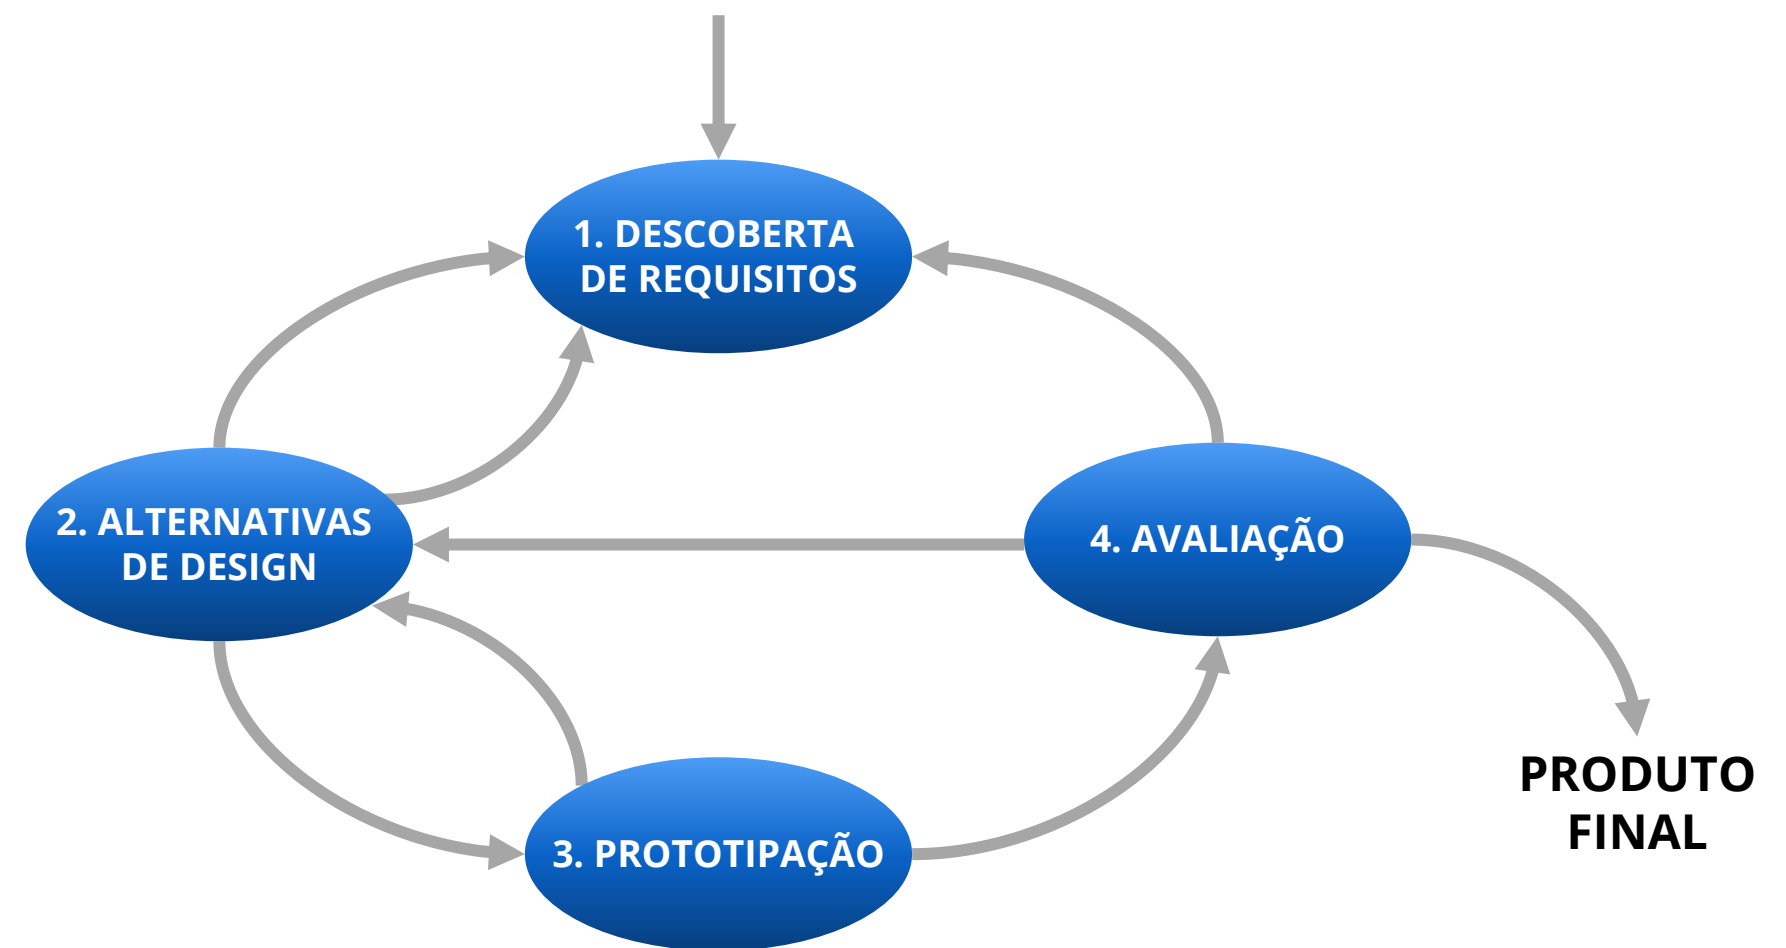 1. DESCOBERTA
DE REQUISITOS
2. ALTERNATIVAS
DE DESIGN
4. AVALIAÇÃO
3. PROTOTIPAÇÃO
PRODUTO
FINAL